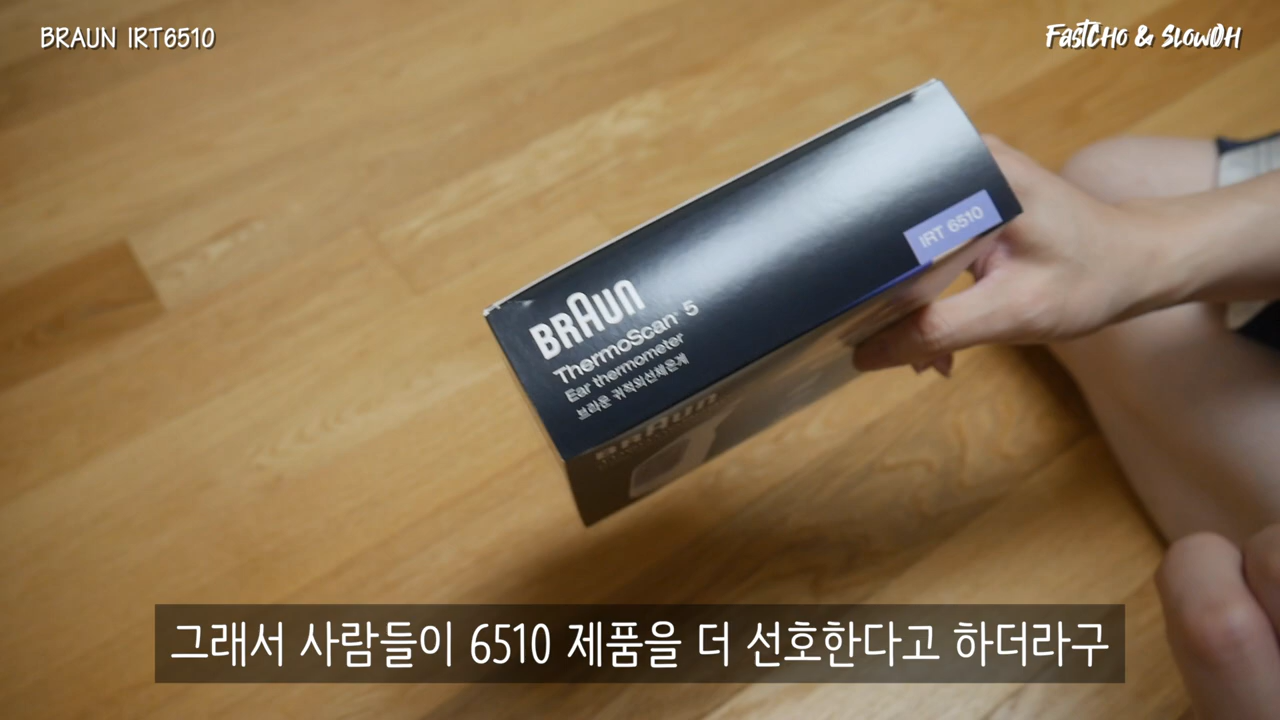 BRAUN IRT6510
FASTCHO & SLOWOH
IRT 6510
BRAUN
ThermoScan® 5
Ear thermometer
브라운 귀적외선체온계
BRAUN
그래서 사람들이 6510 제품을 더 선호한다고 하더라구